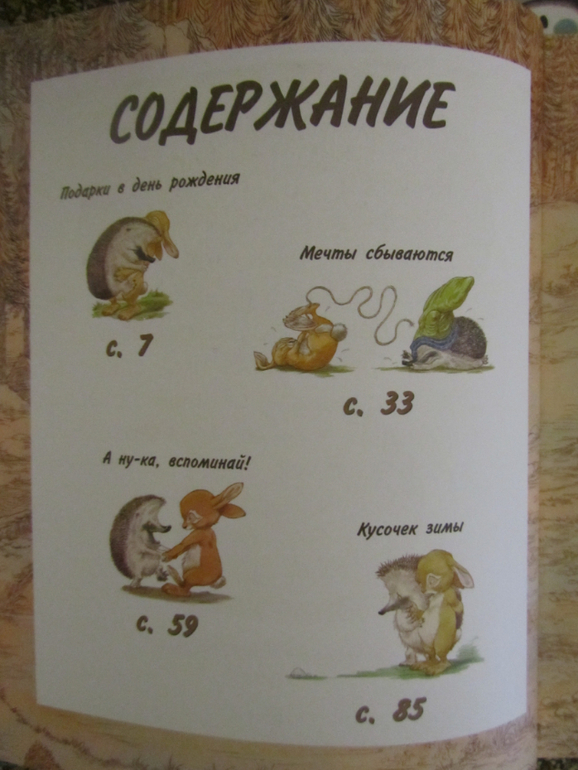 СОДЕРЖАНИЕ
Подарки в день рождения
с. 7
Мечты сбываются
с. 33
А ну-ка, вспоминай!
с. 59
Кусочек зимы
с. 85